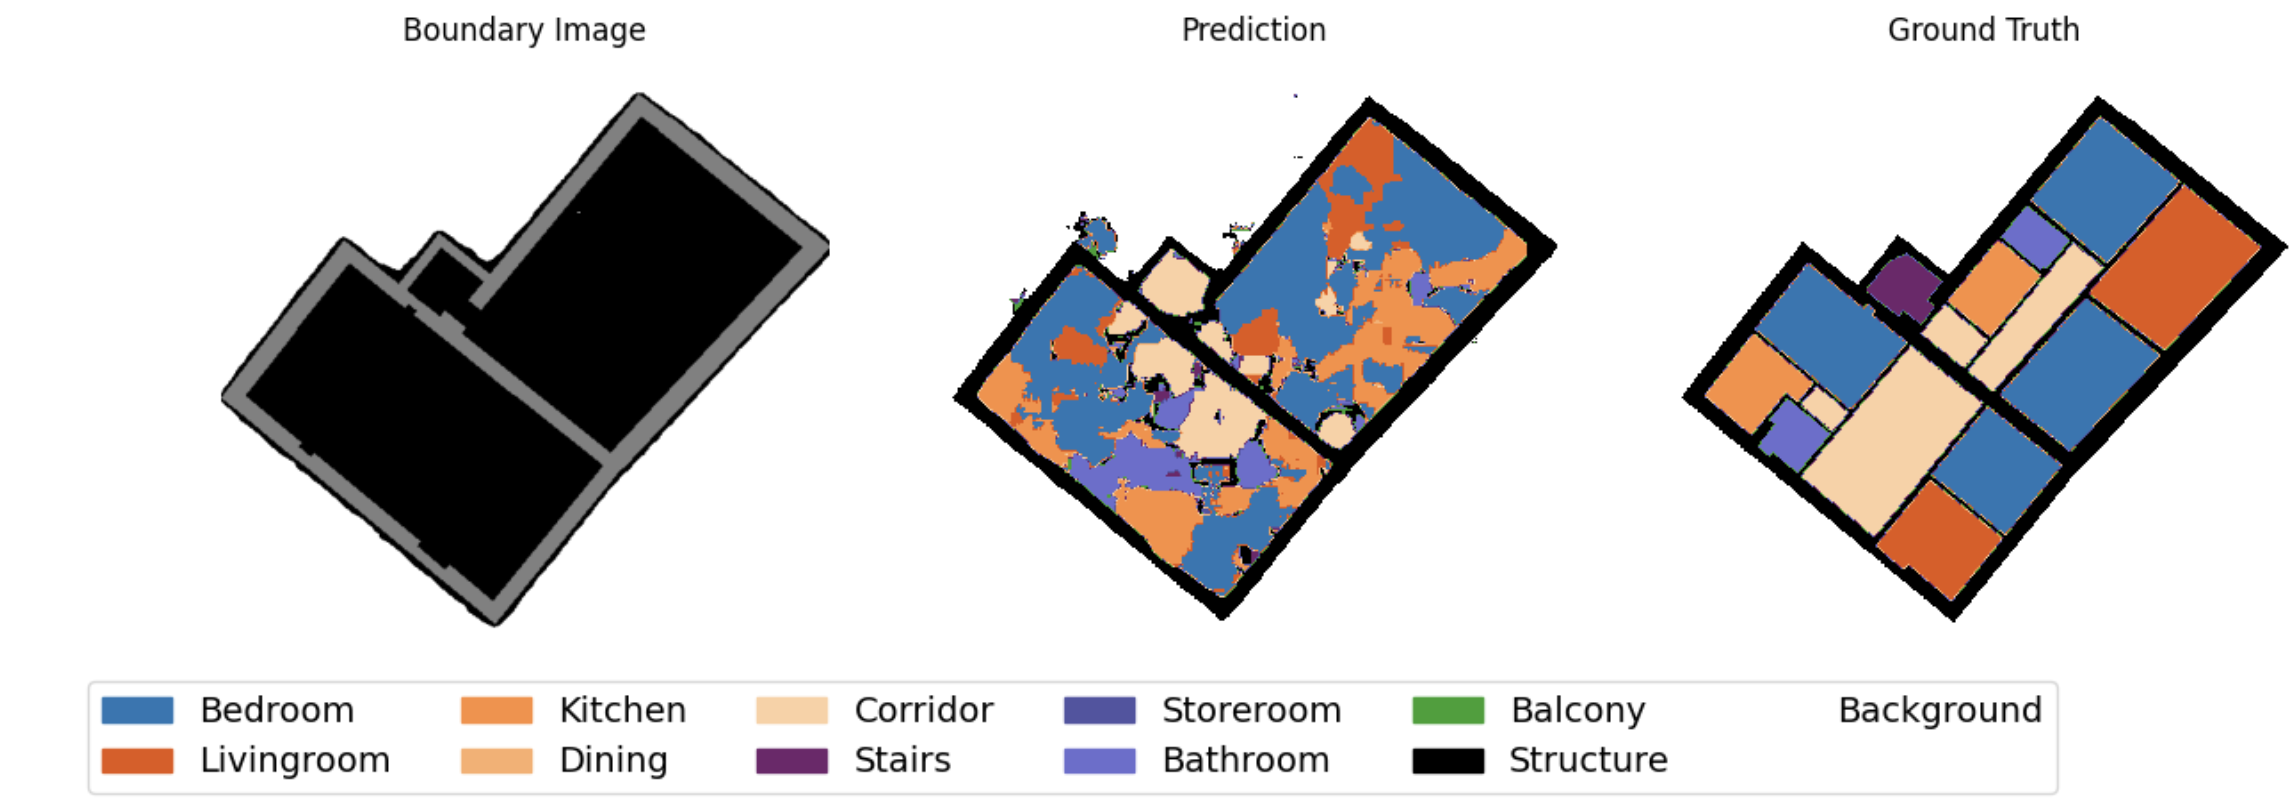 Boundary Image
Prediction
Ground Truth
Bedroom Kitchen Corridor Storeroom Balcony Background
Livingroom Dining Stairs Bathroom Structure